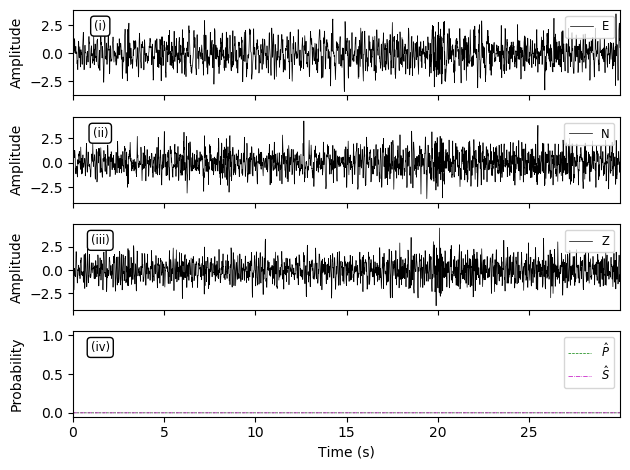 (i)
E
Amplitude
2.5
0.0
−2.5
(ii)
N
Amplitude
2.5
0.0
−2.5
(iii)
Z
Amplitude
2.5
0.0
−2.5
(iv)
P̂
Ŝ
Probability
1.0
0.5
0.0
0 5 10 15 20 25
Time (s)